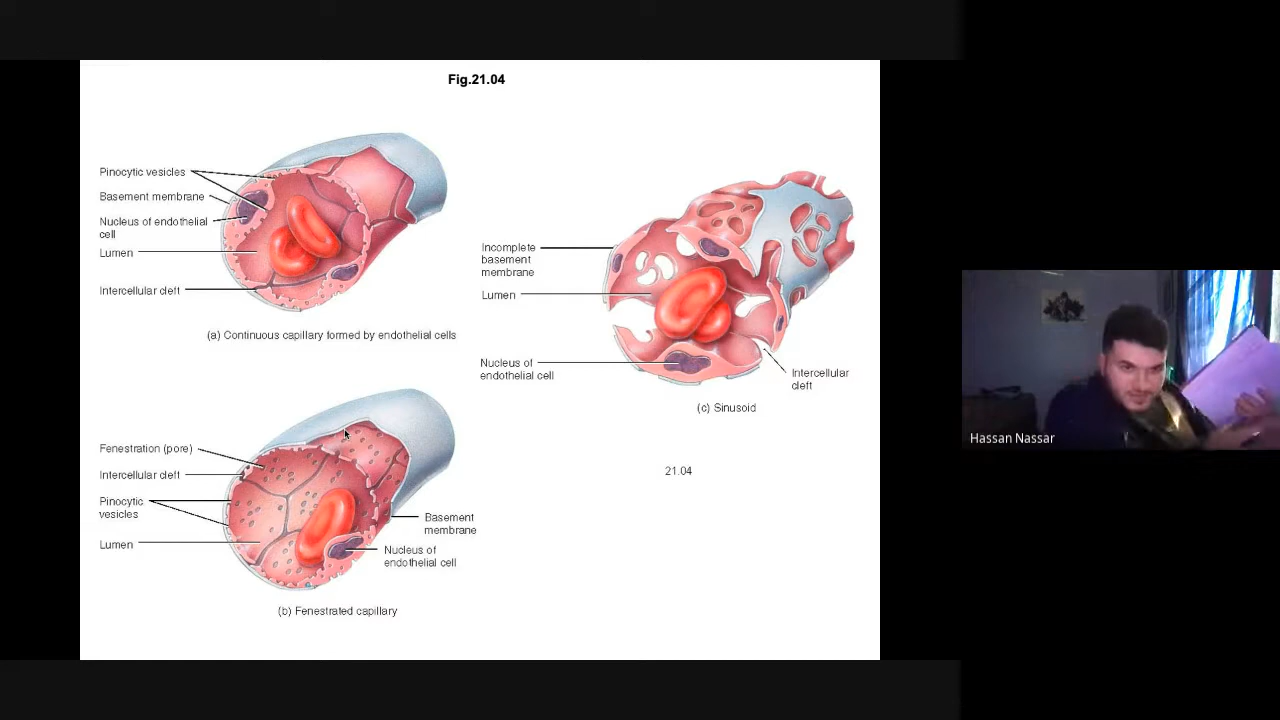 Fig.21.04
Pinocytic vesicles
Basement membrane
Nucleus of endothelial
cell
Lumen
Intercellular cleft
(a) Continuous capillary formed by endothelial cells
Incomplete
basement
membrane
Lumen
Nucleus of
endothelial cell
Intercellular
cleft
(c) Sinusoid
Fenestration (pore)
Intercellular cleft
Pinocytic
vesicles
Lumen
Basement
membrane
Nucleus of
endothelial cell
(b) Fenestrated capillary
21.04
Hassan Nassar